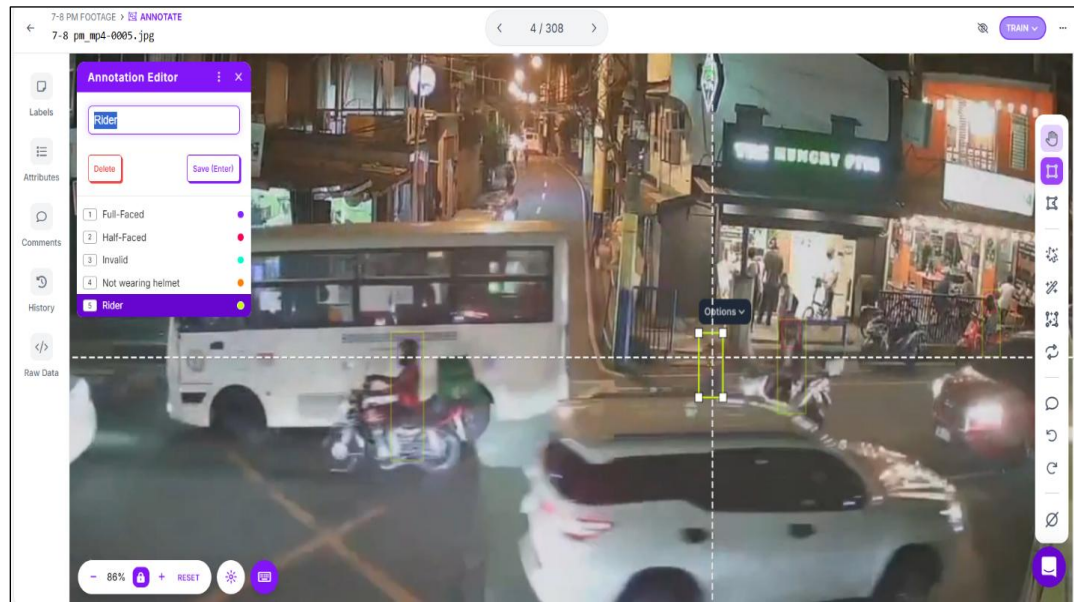 7-8 PM FOOTAGE > ANNOTATE
7-8 pm_mp4-0005.jpg
4 / 308
TRAIN
Labels
Attributes
Comments
History
</>
Raw Data
Annotation Editor
Rider
Delete
Save (Enter)
1 Full-Faced
2 Half-Faced
3 Invalid
4 Not wearing helmet
5 Rider
THE HUNGRY
Options
- 86% + RESET